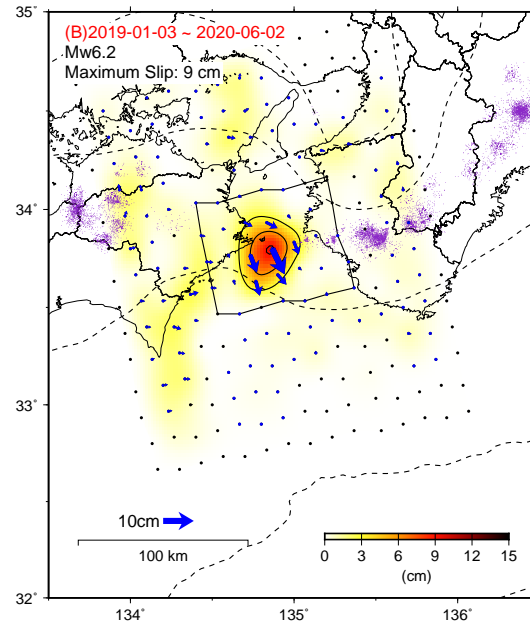 (B)2019-01-03 ~ 2020-06-02
Mw6.2
Maximum Slip: 9 cm
35˚
34˚
33˚
32˚
10cm
100 km
0 3 6 9 12 15
(cm)
134˚ 135˚ 136˚